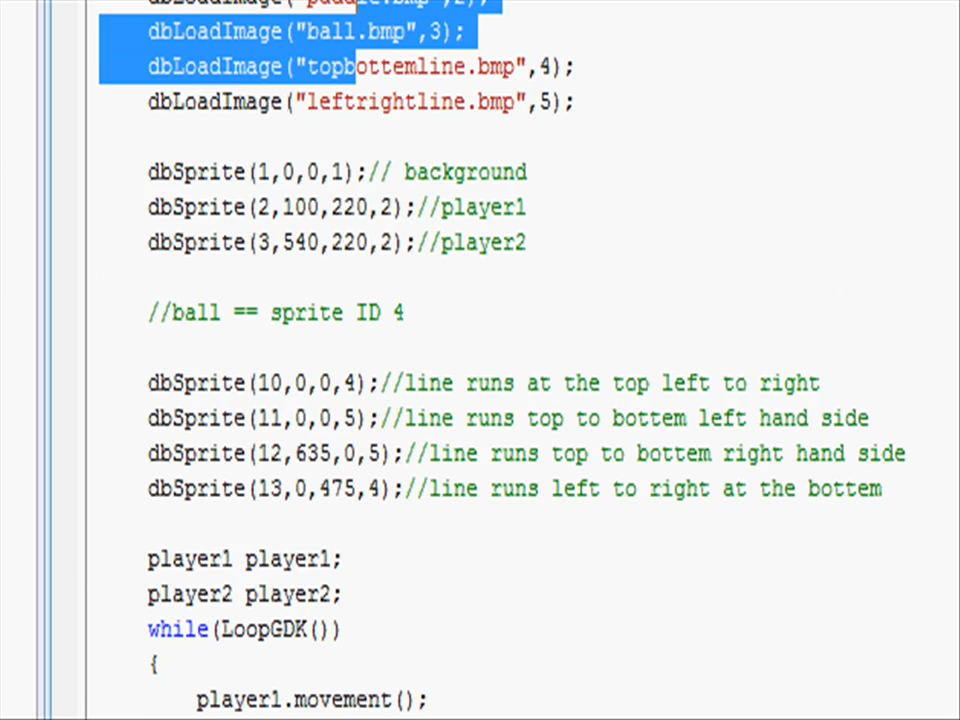 dbLoadImage("paddle.bmp",2);
dbLoadImage("ball.bmp",3);
dbLoadImage("topbottemline.bmp",4);
dbLoadImage("leftrightline.bmp",5);
dbSprite(1,0,0,1);// background
dbSprite(2,100,220,2);//player1
dbSprite(3,540,220,2);//player2
//ball == sprite ID 4
dbSprite(10,0,0,4);//line runs at the top left to right
dbSprite(11,0,0,5);//line runs top to bottem left hand side
dbSprite(12,635,0,5);//line runs top to bottem right hand side
dbSprite(13,0,475,4);//line runs left to right at the bottem
player1 player1;
player2 player2;
while(LoopGDK())
{
player1.movement();